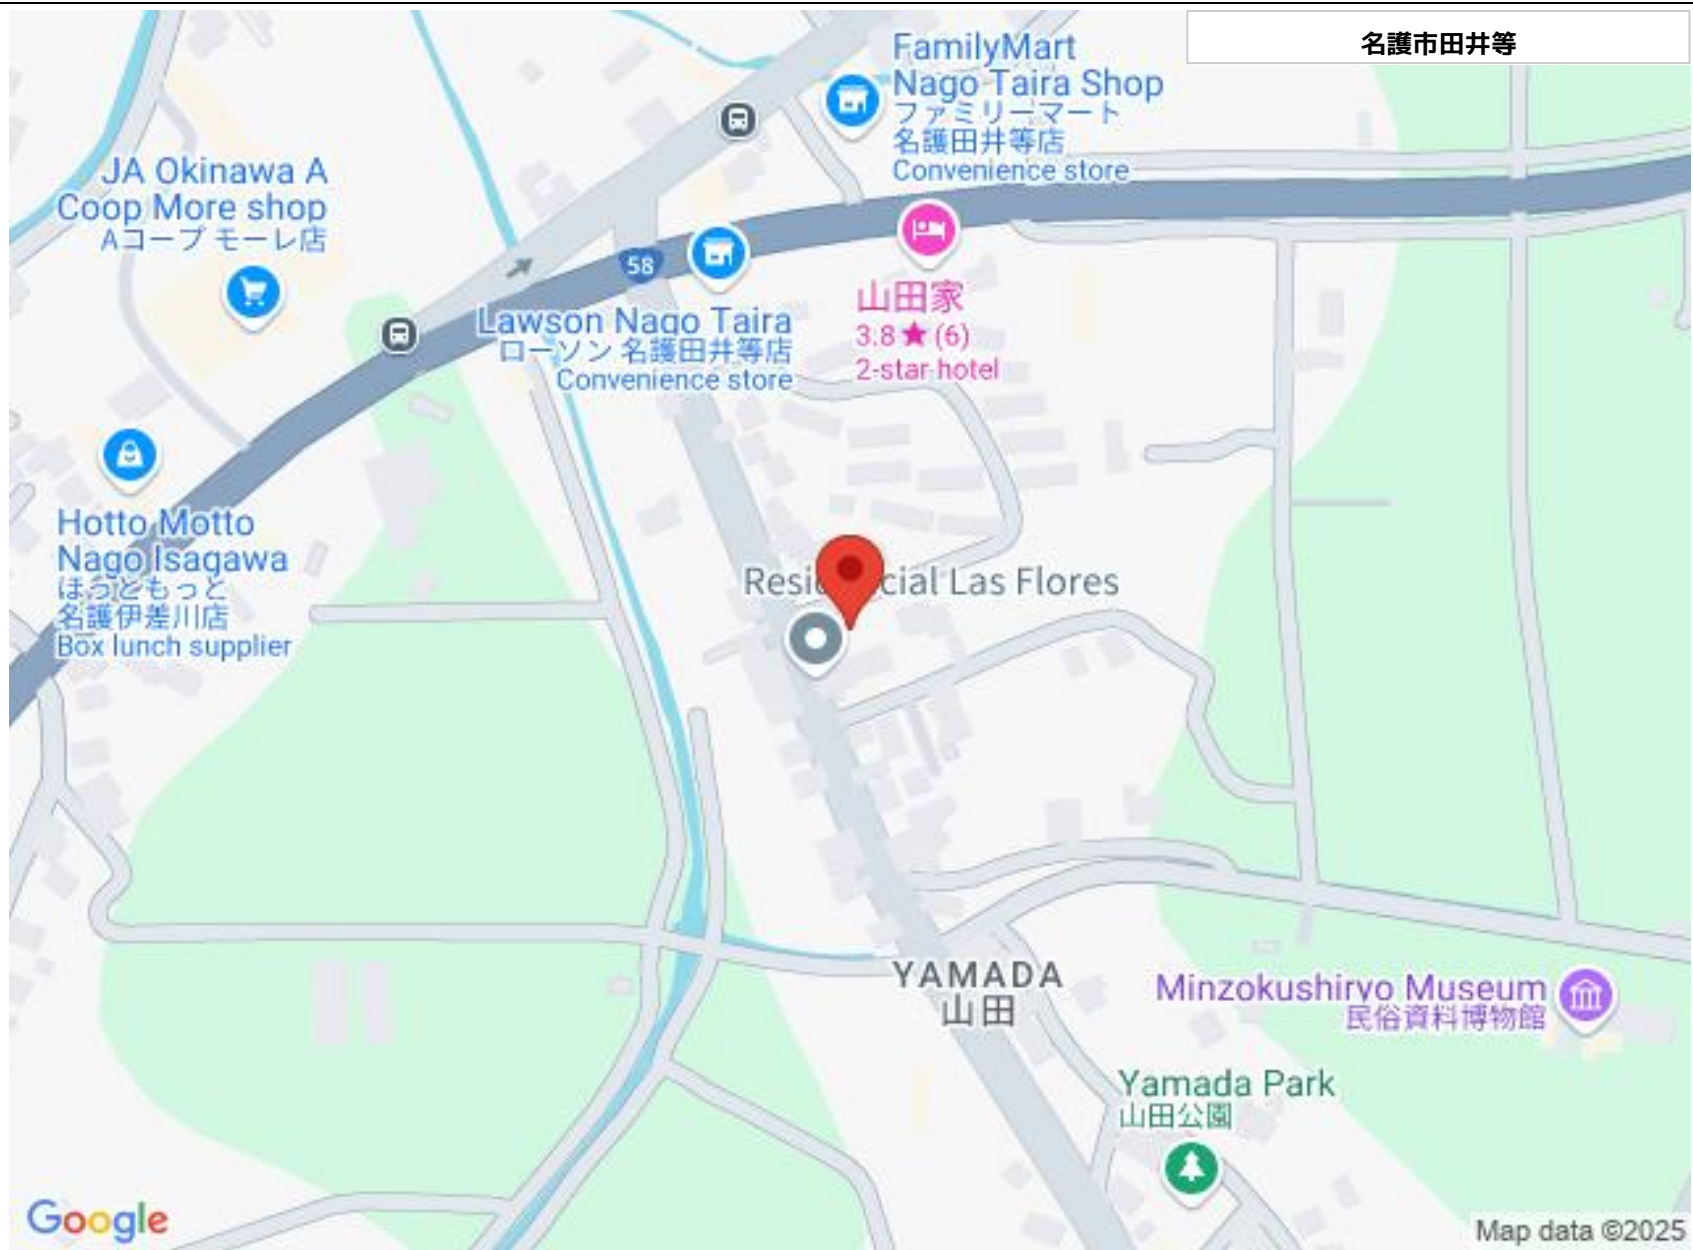 名護市田井等
FamilyMart
Nago Taira Shop
ファミリーマート
名護田井等店
Convenience store
JA Okinawa A
Coop More shop
Aコープ モーレ店
58
Lawson Nago Taira
ローソン 名護田井等店
Convenience store
山田家
3.8★(6)
2-star hotel
Hotto Motto
Nago Isagawa
ほっともっと
名護伊差川店
Box lunch supplier
Las Flores
YAMADA
山田
Minzokushiryo Museum
民俗資料博物館
Yamada Park
山田公園
Google
Map data ©2025